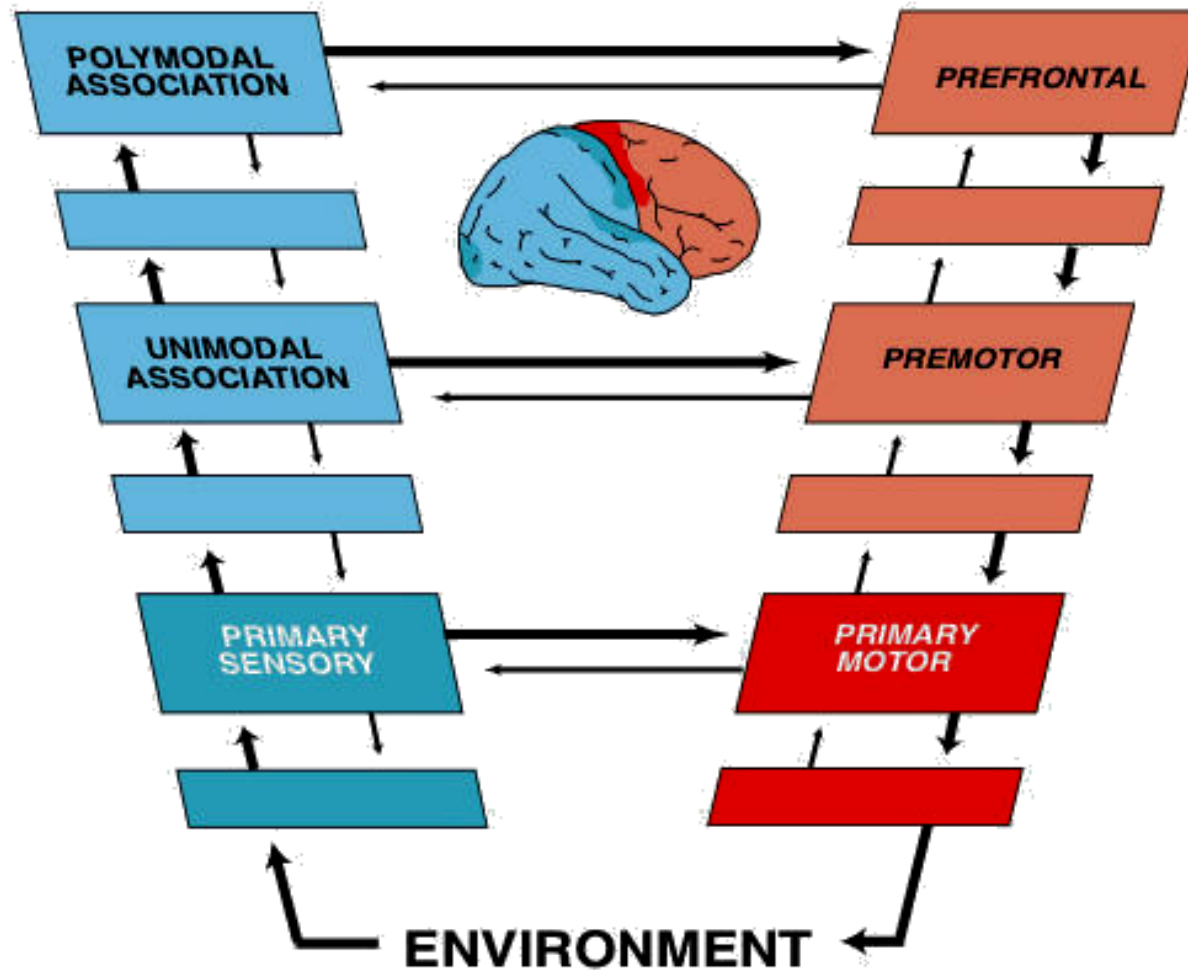 POLYMODAL
ASSOCIATION
PREFRONTAL
UNIMODAL
ASSOCIATION
PREMOTOR
PRIMARY
SENSORY
PRIMARY
MOTOR
ENVIRONMENT